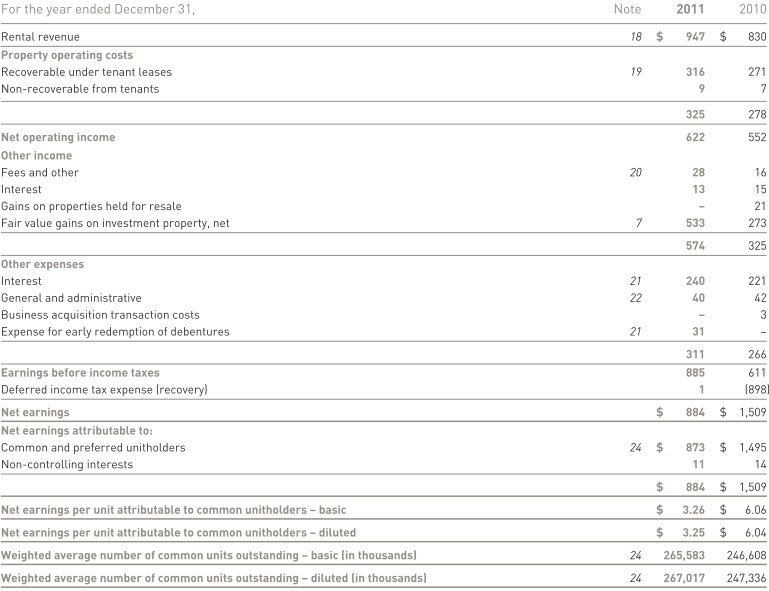 For the year ended December 31, Note 2011 2010
Rental revenue 18 $ 947 $ 830
Property operating costs
Recoverable under tenant leases 19 316 271
Non-recoverable from tenants 9 7
325 278
Net operating income 622 552
Other income
Fees and other 20 28 16
Interest 13 15
Gains on properties held for resale – 21
Fair value gains on investment property, net 7 533 273
574 325
Other expenses
Interest 21 240 221
General and administrative 22 40 42
Business acquisition transaction costs – 3
Expense for early redemption of debentures 21 31 –
311 266
Earnings before income taxes 885 611
Deferred income tax expense (recovery) 1 (898)
Net earnings $ 884 $ 1,509
Net earnings attributable to:
Common and preferred unitholders 24 $ 873 $ 1,495
Non-controlling interests 11 14
$ 884 $ 1,509
Net earnings per unit attributable to common unitholders – basic $ 3.26 $ 6.06
Net earnings per unit attributable to common unitholders – diluted $ 3.25 $ 6.04
Weighted average number of common units outstanding – basic (in thousands) 24 265,583 246,608
Weighted average number of common units outstanding – diluted (in thousands) 24 267,017 247,336